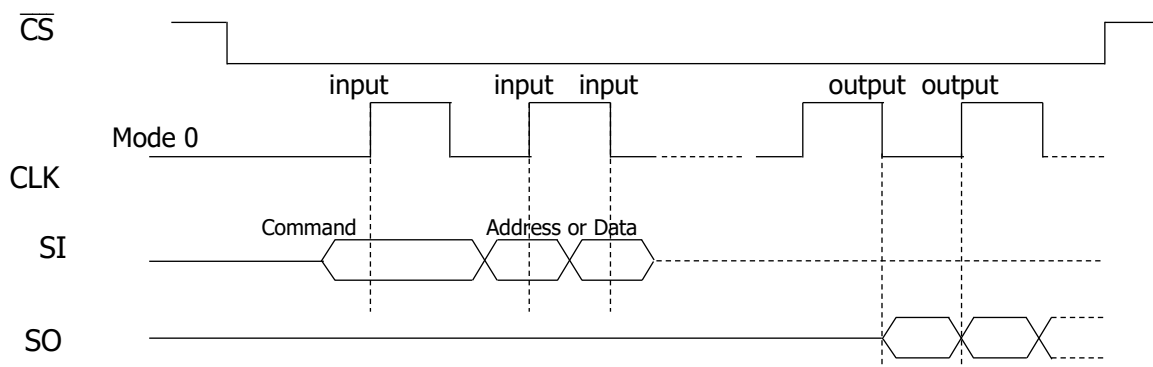 CS
input input input output output
Mode 0
CLK
Command Address or Data
SI
SO